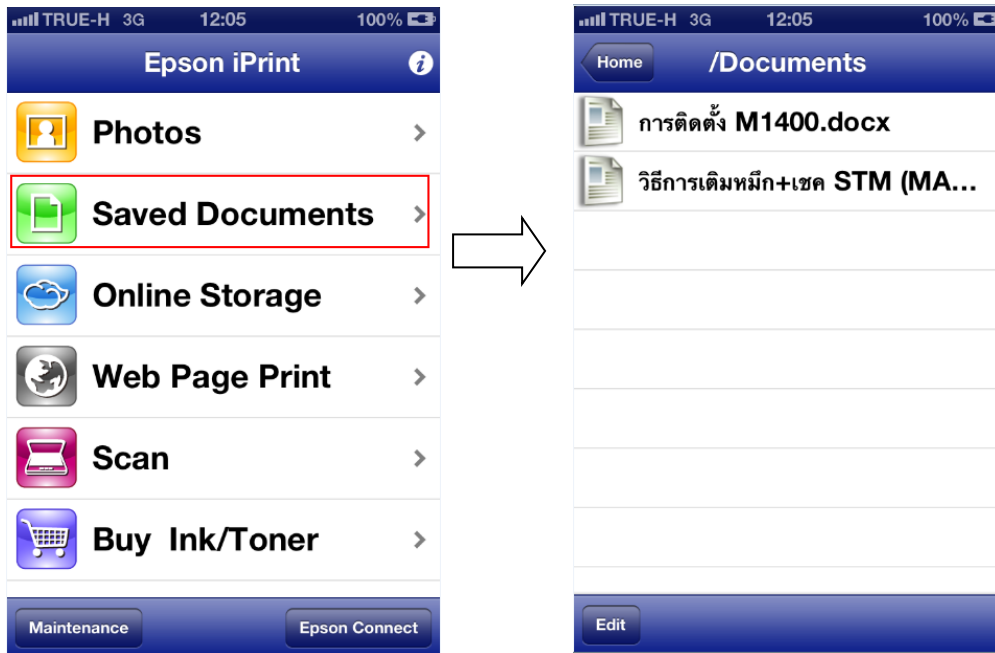 TRUE-H 3G 12:05 100%
Epson iPrint
Photos
Saved Documents
Online Storage
Web Page Print
Scan
Buy Ink/Toner
Maintenance
Epson Connect
TRUE-H 3G 12:05 100%
Home
/Documents
การติดตั้ง M1400.docx
วิธีการเติมหมึก+เชค STM (MA...
Edit